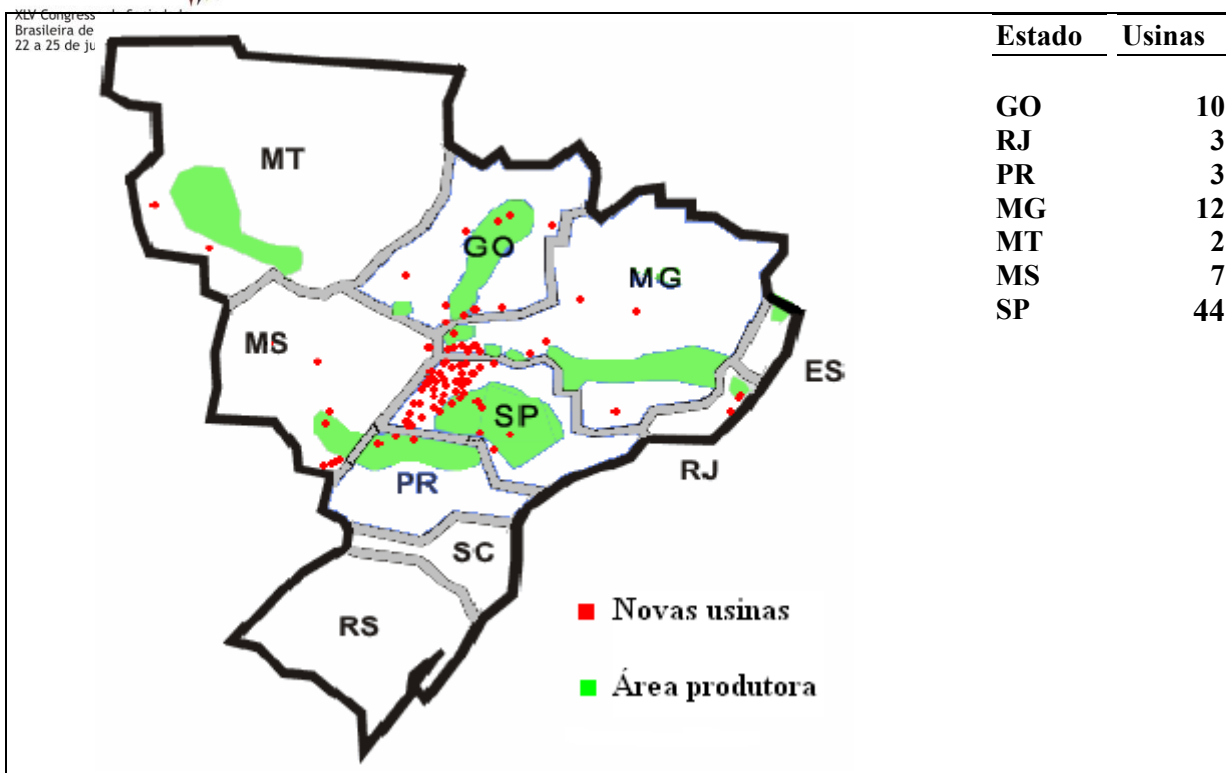 XLV Congresso
Brasileira de
22 a 25 de ju
Estado Usinas
GO 10
RJ 3
PR 3
MG 12
MT 2
MS 7
SP 44
MT
GO
MG
MS
ES
SP
RJ
PR
SC
RS
Novas usinas
Área produtora